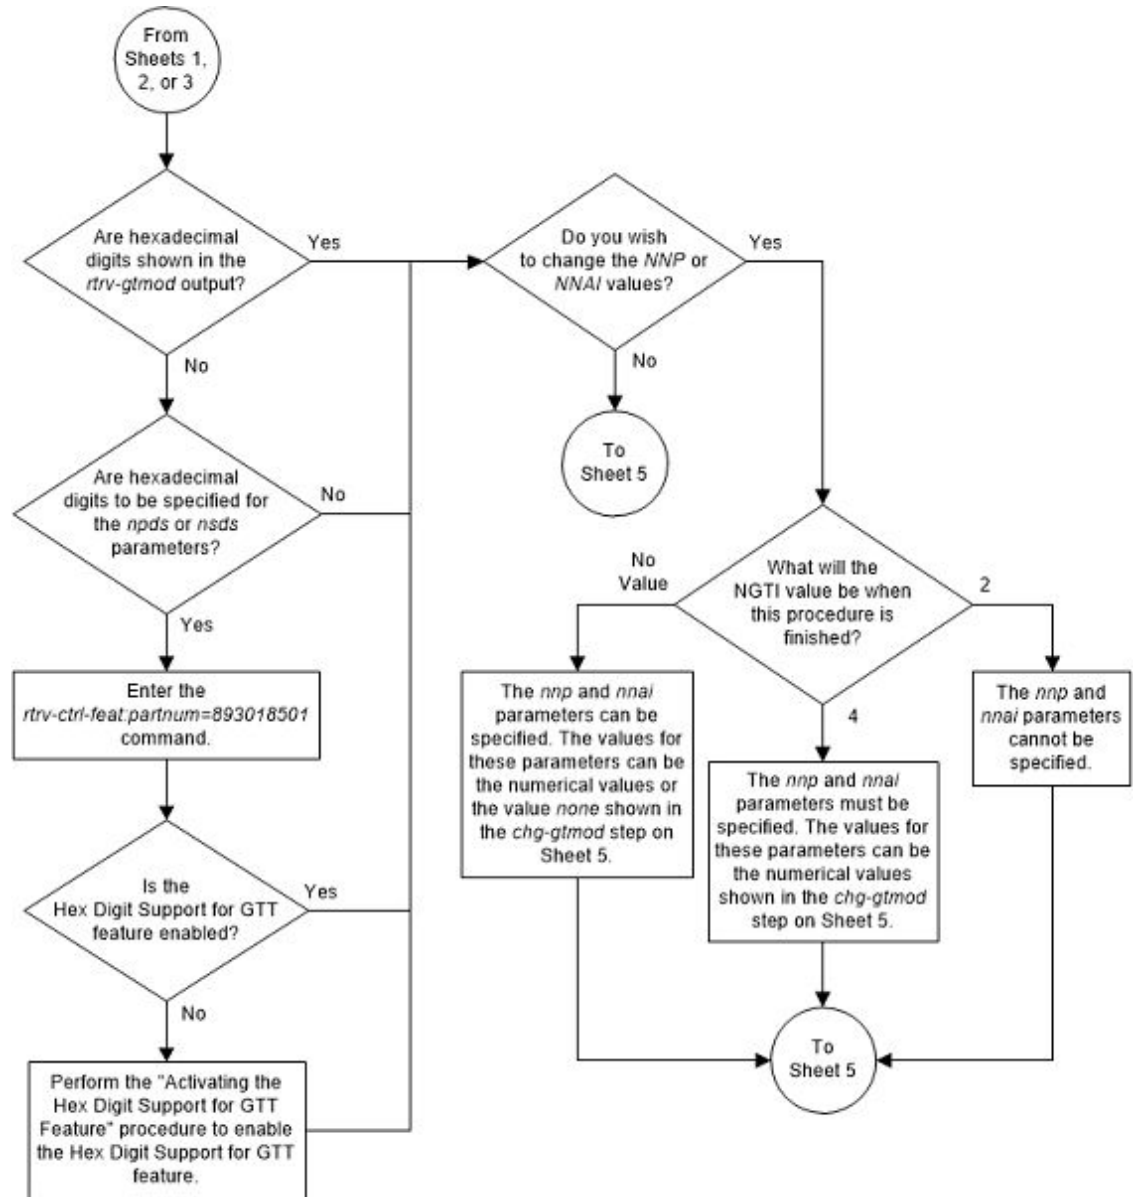 From
Sheets 1,
2, or 3
Are hexadecimal
digits shown in the
rtrv-gtmod output?
Yes
No
Are hexadecimal
digits to be specified for
the npds or nsds
parameters?
No
Yes
Enter the
rtrv-ctrl-feat:partnum=893018501
command.
Is the
Hex Digit Support for GTT
feature enabled?
Yes
No
Perform the "Activating the
Hex Digit Support for GTT
Feature" procedure to enable
the Hex Digit Support for GTT
feature.
Do you wish
to change the NNP or
NNAI values?
Yes
No
To
Sheet 5
What will the
NGTI value be when
this procedure is
finished?
No
Value
2
4
The nnp and nnai
parameters can be
specified. The values for
these parameters can be
the numerical values or
the value none shown in
the chg-gtmod step on
Sheet 5.
The nnp and nnai
parameters must be
specified. The values for
these parameters can be
the numerical values
shown in the chg-gtmod
step on Sheet 5.
The nnp and
nnai parameters
cannot be
specified.
To
Sheet 5